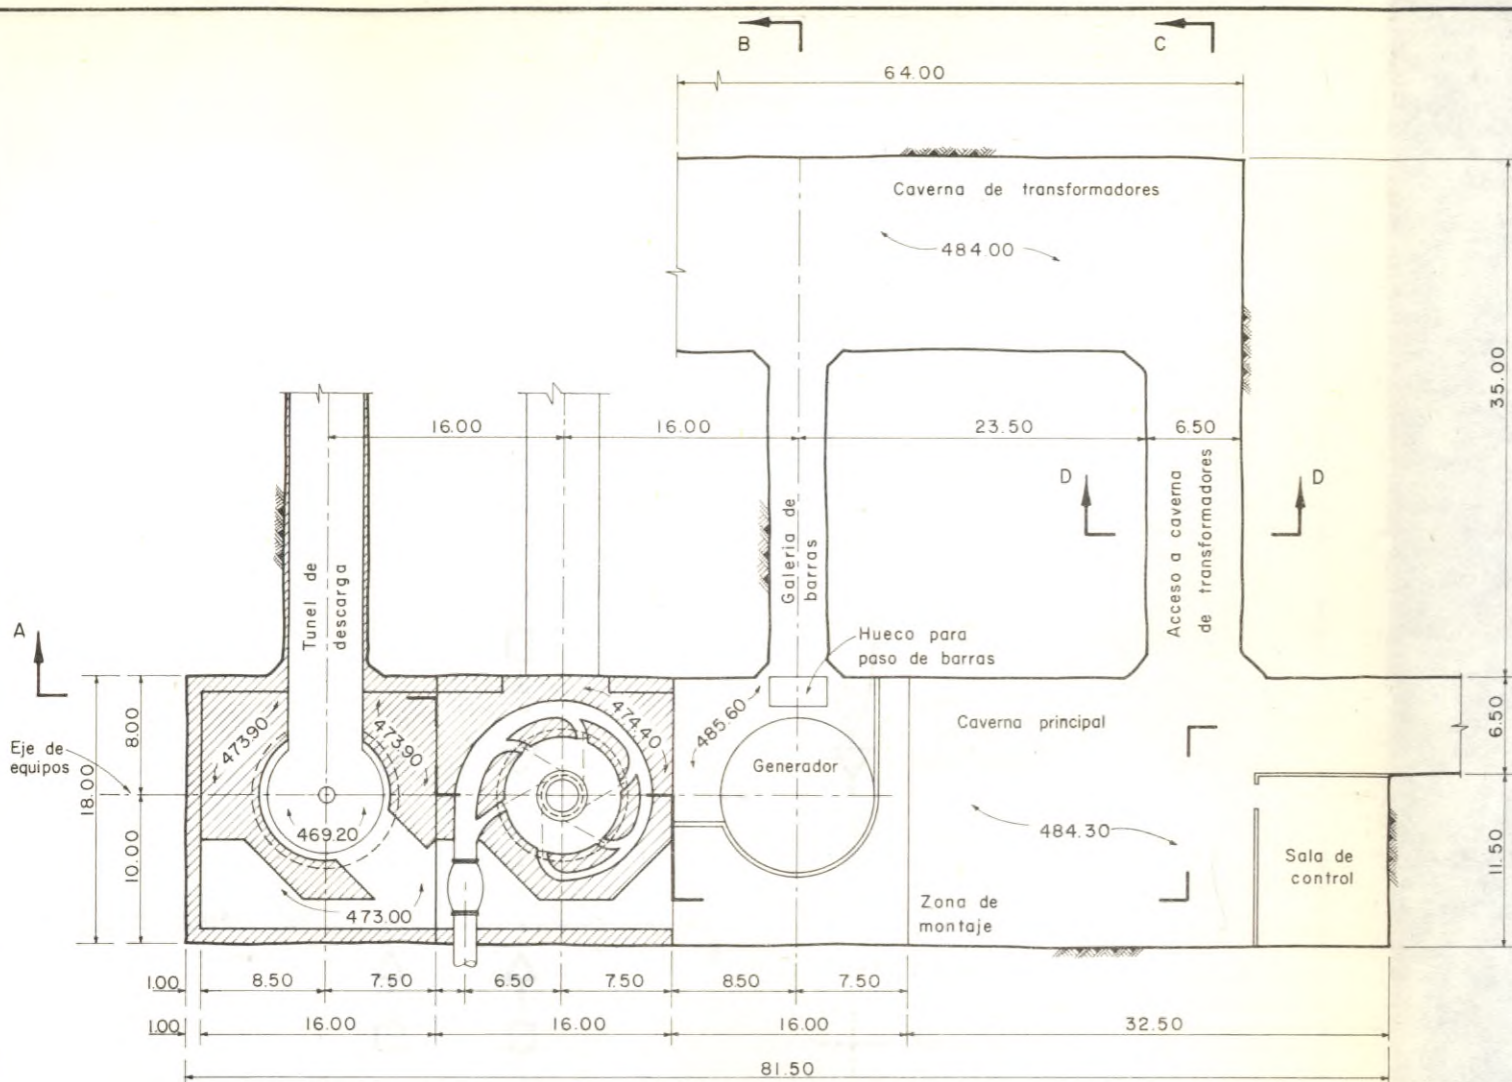 B
C
64.00
Caverna de transformadores
484.00
35.00
16.00
16.00
23.50
6.50
D
D
Tunel de
descarga
Galeria de
barras
Acceso a caverna
de transformadores
A
Hueco para
paso de barras
473.90
473.90
474.40
485.60
Caverna principal
6.50
8.00
18.00
Eje de
equipos
Generador
469.20
484.30
10.00
11.50
Sala de
control
473.00
Zona de
montaje
1.00
8.50
7.50
6.50
7.50
8.50
7.50
1.00
16.00
16.00
16.00
32.50
81.50